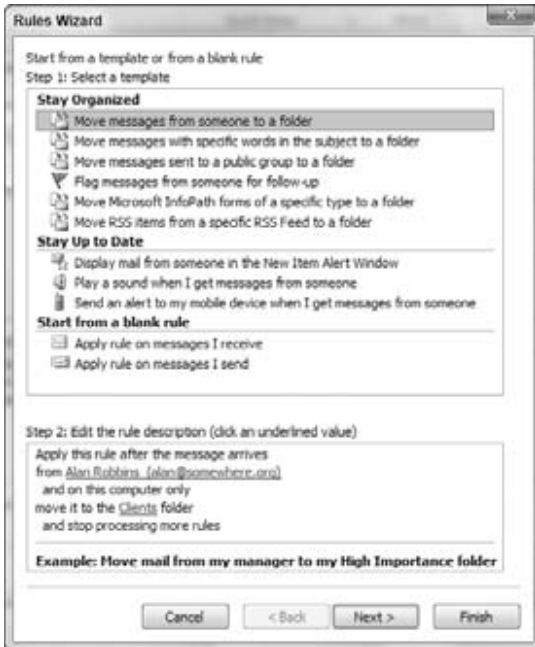 Rules Wizard
Start from a template or from a blank rule
Step 1: Select a template
Stay Organized
Move messages from someone to a folder
Move messages with specific words in the subject to a folder
Move messages sent to a public group to a folder
Flag messages from someone for follow-up
Move Microsoft InfoPath forms of a specific type to a folder
Move RSS items from a specific RSS Feed to a folder
Stay Up to Date
Display mail from someone in the New Item Alert Window
Play a sound when I get messages from someone
Send an alert to my mobile device when I get messages from someone
Start from a blank rule
Apply rule on messages I receive
Apply rule on messages I send
Step 2: Edit the rule description (click an underlined value)
Apply this rule after the message arrives
from Alan Robbins (alan@somewhere.org)
and on this computer only
move it to the Clients folder
and stop processing more rules
Example: Move mail from my manager to my High Importance folder
Cancel < Back Next > Finish